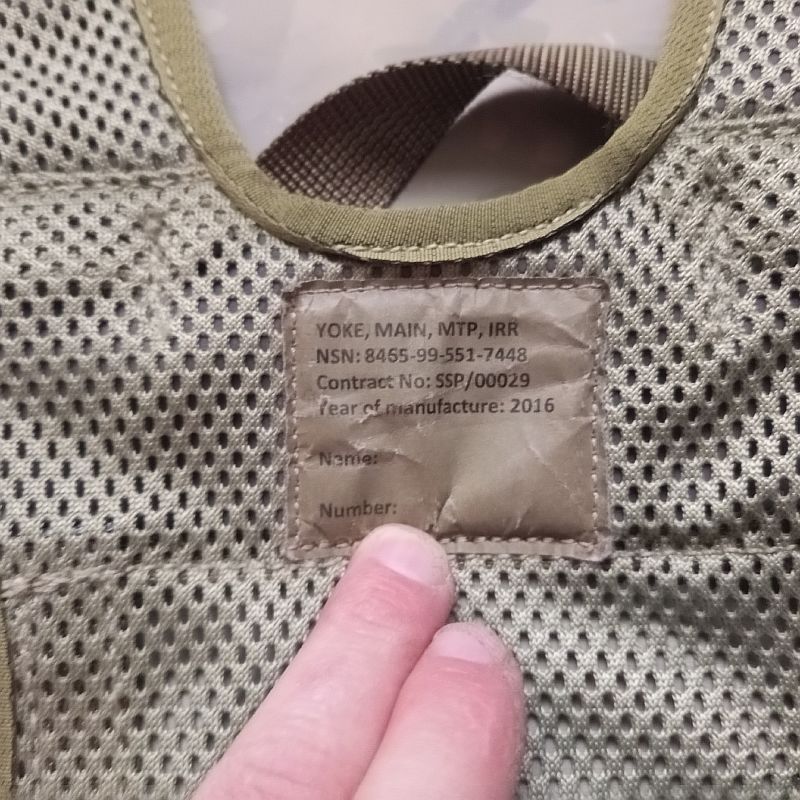 YOKE, MAIN, MTP, IRR
NSN: 8465-99-551-7448
Contract No: SSP/00029
Year of manufacture: 2016
Name:
Number: